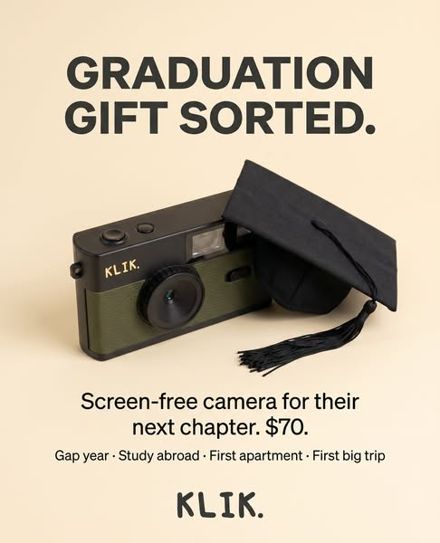 GRADUATION
GIFT SORTED.
KLIK.
Screen-free camera for their
next chapter. $70.
Gap year · Study abroad · First apartment · First big trip
KLIK.